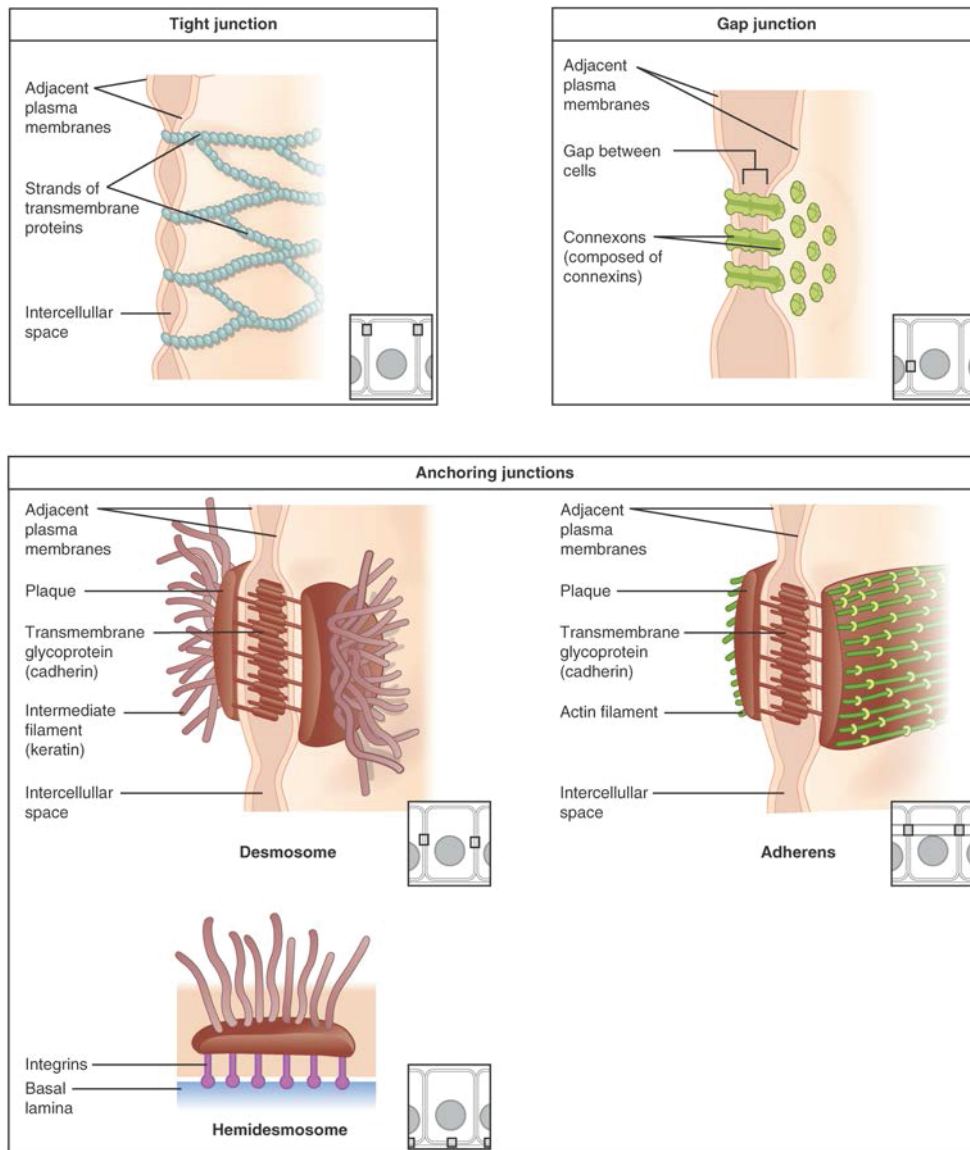 Tight junction
Adjacent
plasma
membranes
Strands of
transmembrane
proteins
Intercellular
space
Gap junction
Adjacent
plasma
membranes
Gap between
cells
Connexons
(composed of
connexins)
Anchoring junctions
Adjacent
plasma
membranes
Plaque
Transmembrane
glycoprotein
(cadherin)
Intermediate
filament
(keratin)
Intercellullar
space
Desmosome
Adjacent
plasma
membranes
Plaque
Transmembrane
glycoprotein
(cadherin)
Actin filament
Intercellullar
space
Adherens
Integrins
Basal
lamina
Hemidesmosome